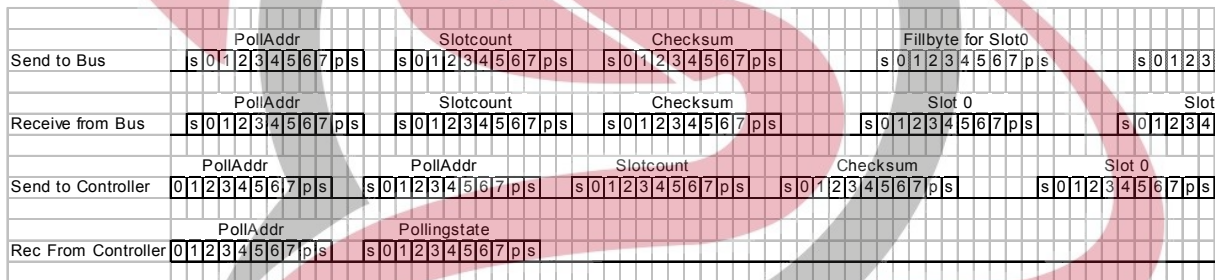 PollAddr Slotcount Checksum Fillbyte for Slot0
Send to Bus s 0 1 2 3 4 5 6 7 p s s 0 1 2 3 4 5 6 7 p s s 0 1 2 3 4 5 6 7 p s s 0 1 2 3 4 5 6 7 p s s 0 1 2 3
PollAddr Slotcount Checksum Slot 0 Slot
Receive from Bus s 0 1 2 3 4 5 6 7 p s s 0 1 2 3 4 5 6 7 p s s 0 1 2 3 4 5 6 7 p s s 0 1 2 3 4 5 6 7 p s s 0 1 2 3 4
PollAddr PollAddr Slotcount Checksum Slot 0
Send to Controller 0 1 2 3 4 5 6 7 p s s 0 1 2 3 4 5 6 7 p s s 0 1 2 3 4 5 6 7 p s s 0 1 2 3 4 5 6 7 p s s 0 1 2 3 4 5 6 7 p s
PollAddr Pollingstate
Rec From Controller 0 1 2 3 4 5 6 7 p s s 0 1 2 3 4 5 6 7 p s